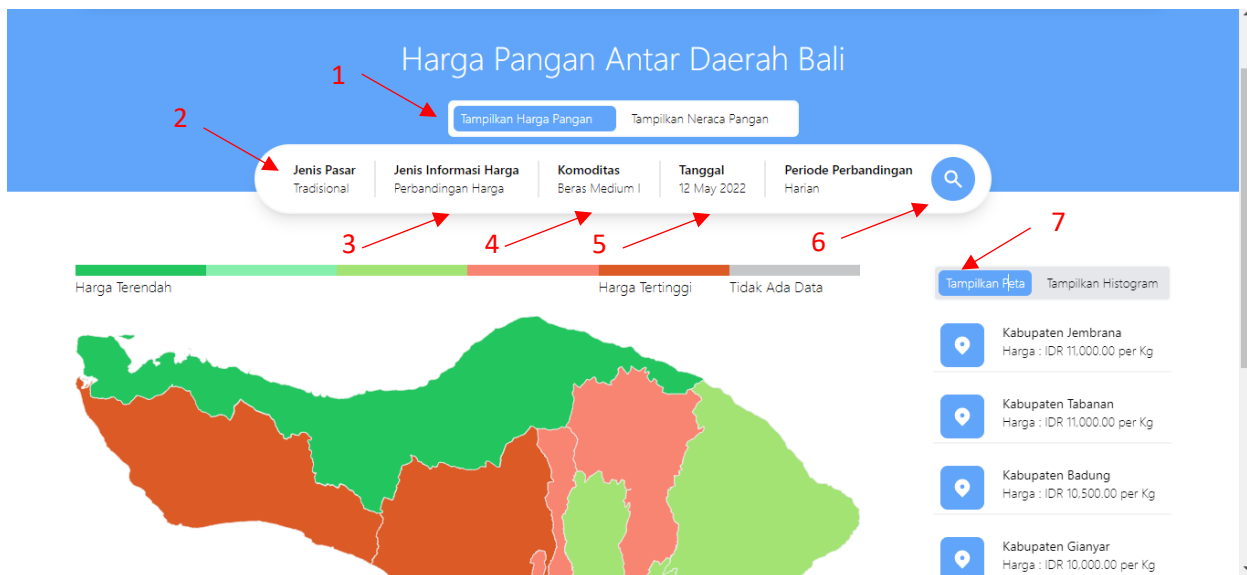 Harga Pangan Antar Daerah Bali
1
Tampilkan Harga Pangan Tampilkan Neraca Pangan
2
Jenis Pasar Jenis Informasi Harga Komoditas Tanggal Periode Perbandingan
Tradisional Perbandingan Harga Beras Medium I 12 May 2022 Harian
3 4 5 6 7
Harga Terendah Harga Tertinggi Tidak Ada Data
Tampilkan Peta Tampilkan Histogram
Kabupaten Jembrana
Harga : IDR 11,000.00 per Kg
Kabupaten Tabanan
Harga : IDR 11,000.00 per Kg
Kabupaten Badung
Harga : IDR 10,500.00 per Kg
Kabupaten Gianyar
Harga : IDR 10,000.00 per Kg